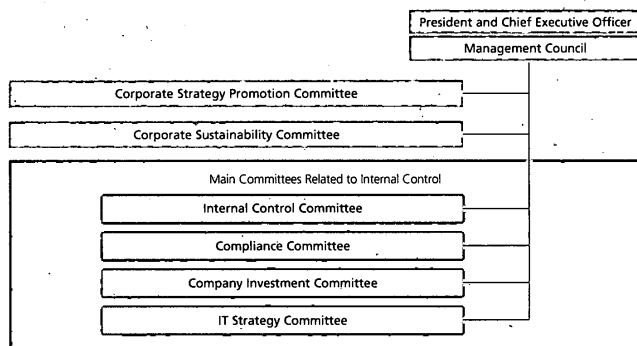 President and Chief Executive Officer
Management Council
Corporate Strategy Promotion Committee
Corporate Sustainability Committee
Main Committees Related to Internal Control
Internal Control Committee
Compliance Committee
Company Investment Committee
IT Strategy Committee